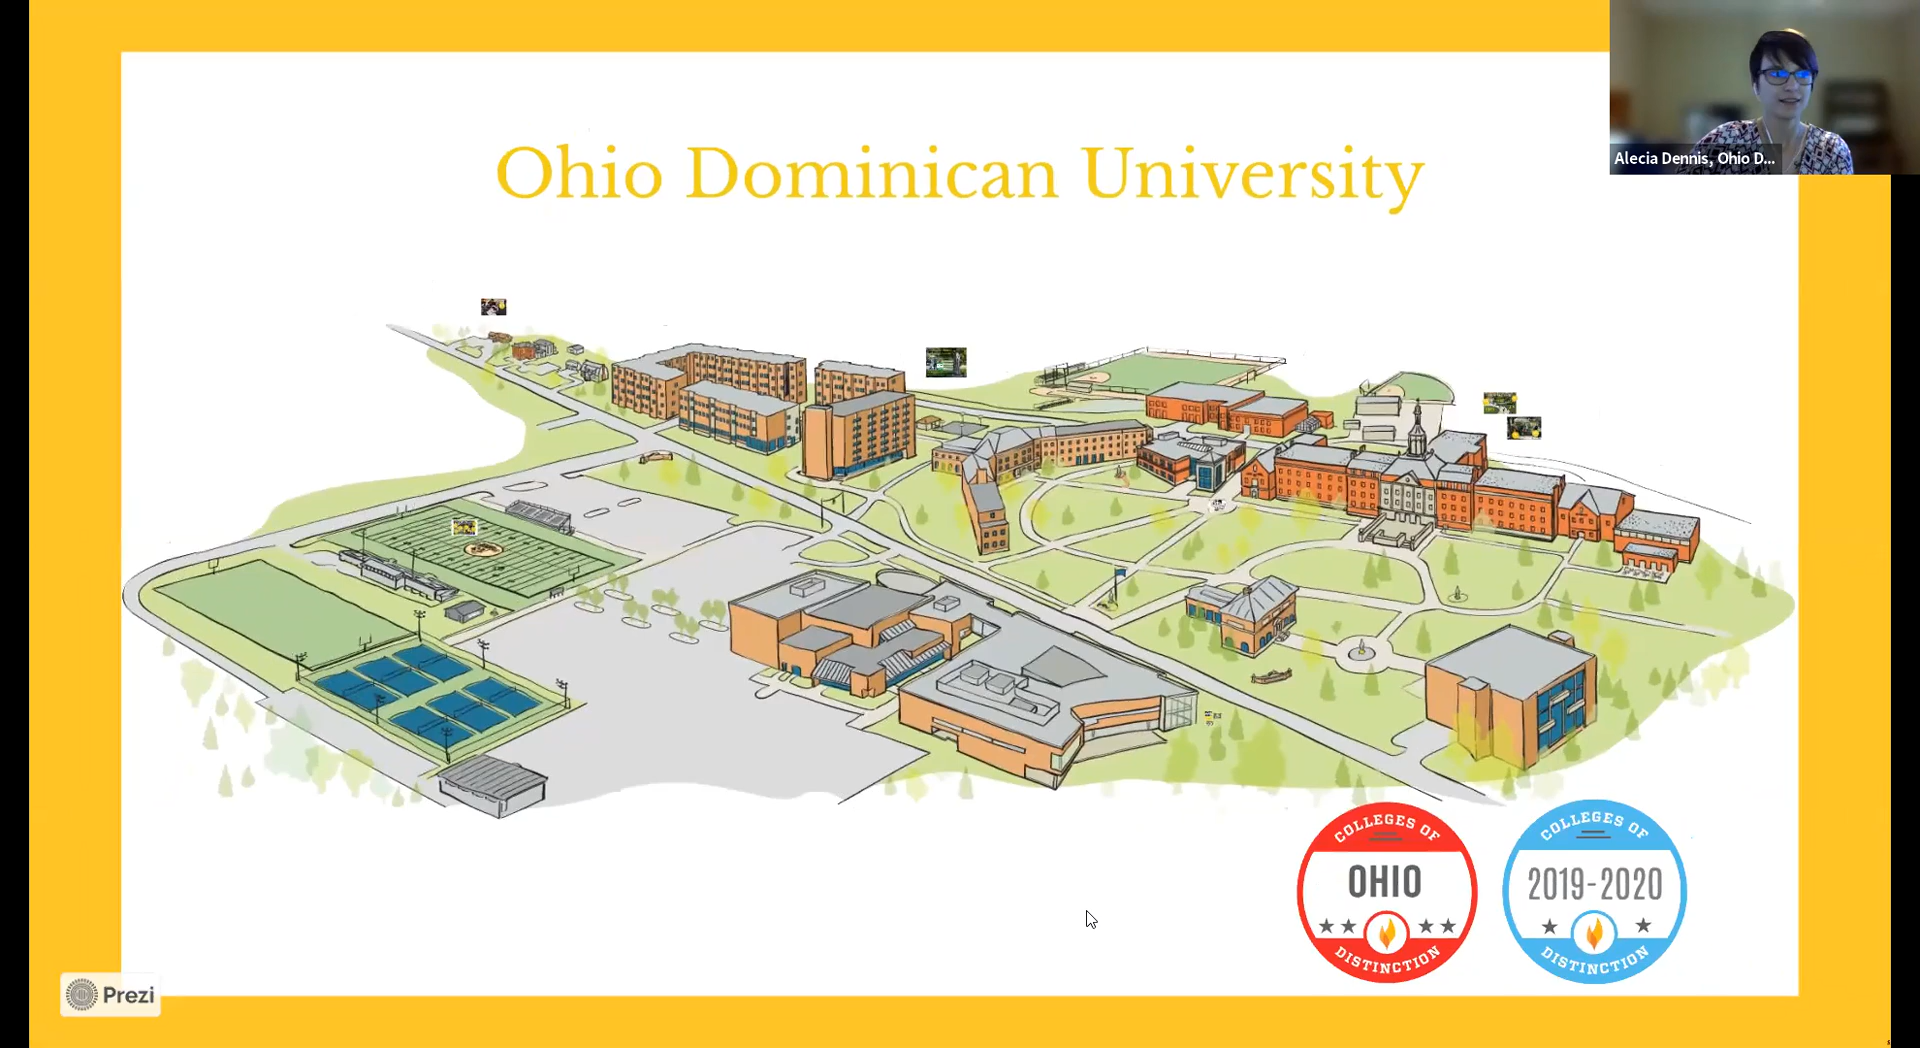 Ohio Dominican University
Alecia Dennis, Ohio D...
COLLEGES OF
OHIO
DISTINCTION
COLLEGES OF
2019-2020
DISTINCTION
Prezi